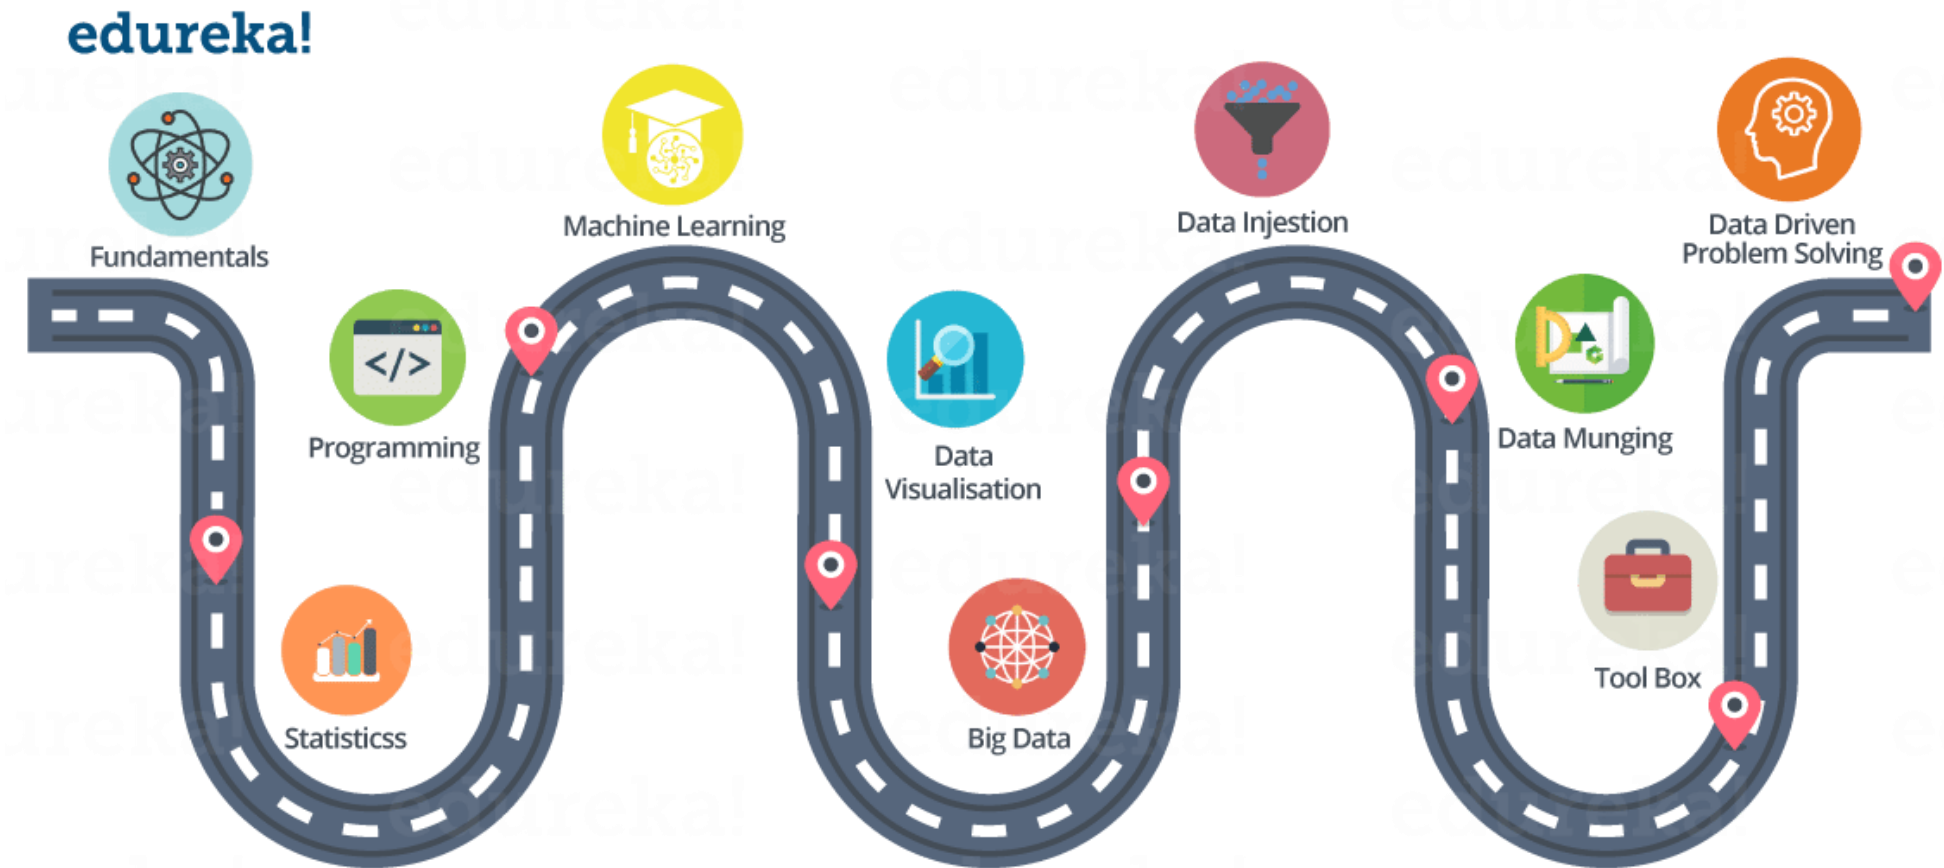 edureka!
Fundamentals
Statisticss
Programming
Machine Learning
Data
Visualisation
Big Data
Data Injestion
Data Munging
Tool Box
Data Driven
Problem Solving